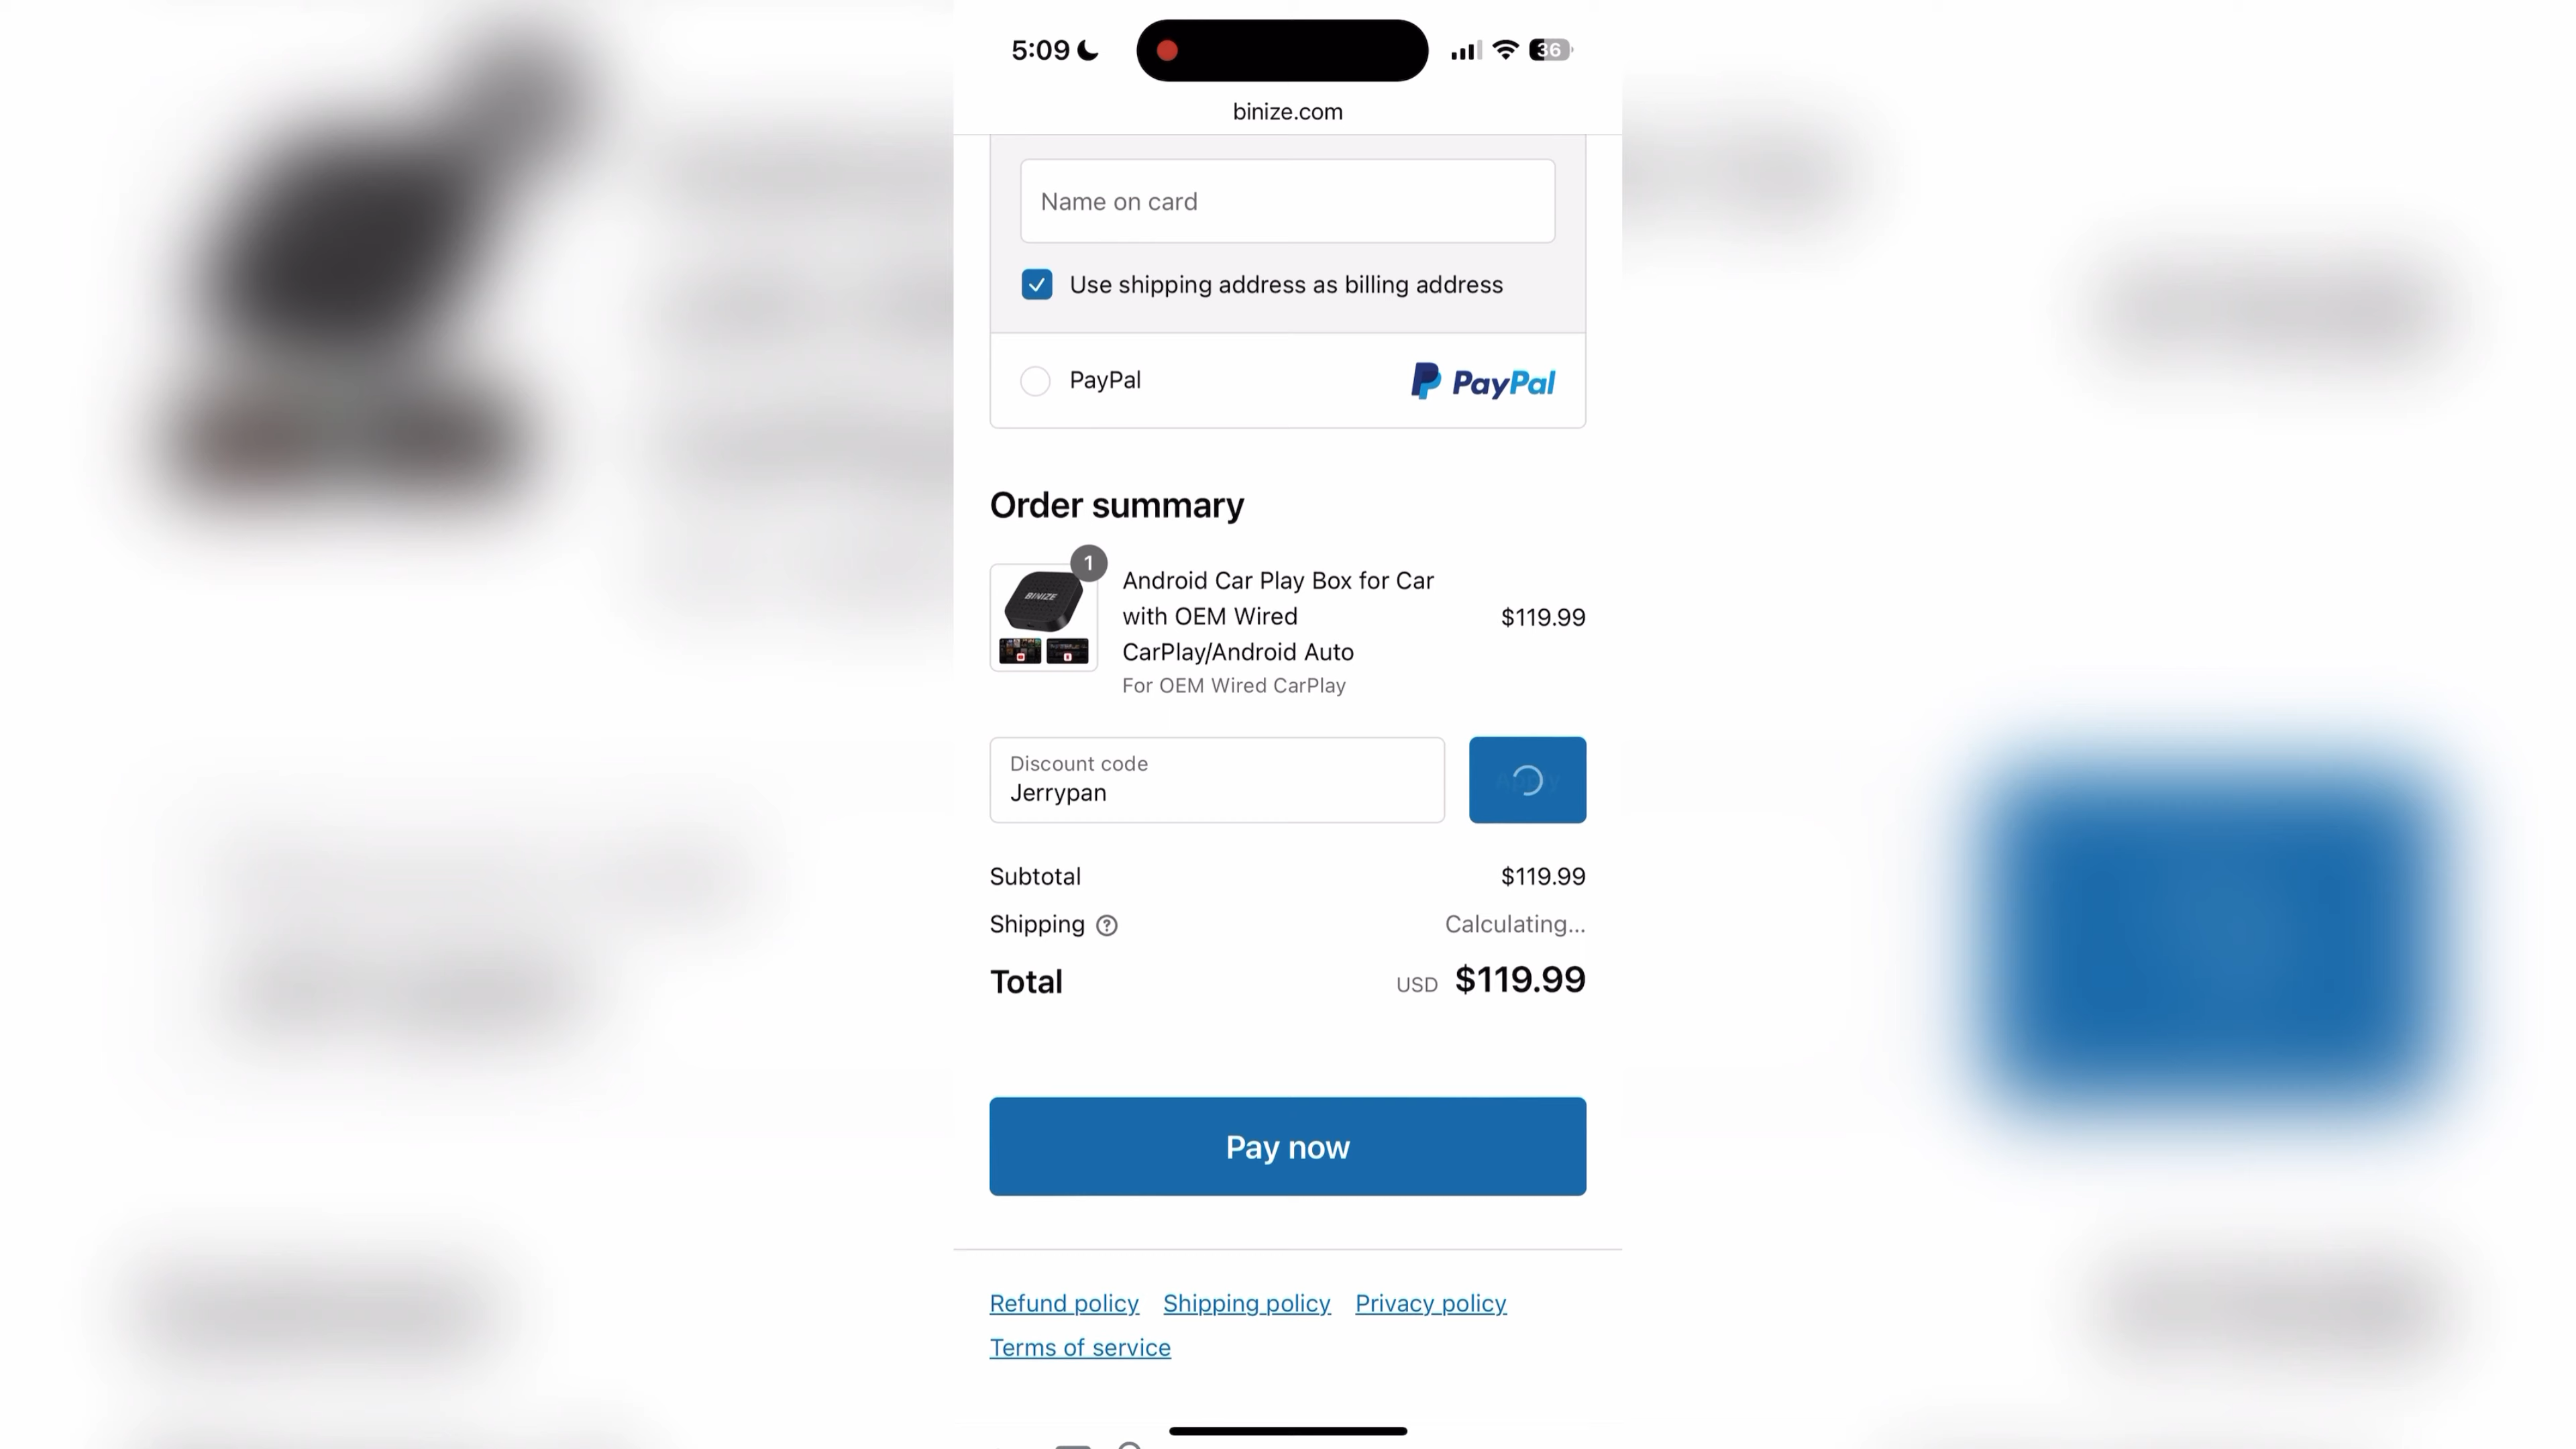 5:09
36
binize.com
Name on card
Use shipping address as billing address
PayPal
PayPal
Order summary
1
BINIZE
Android Car Play Box for Car
with OEM Wired
CarPlay/Android Auto
For OEM Wired CarPlay
$119.99
Discount code
Jerrypan
Subtotal
$119.99
Shipping ?
Calculating...
Total
USD $119.99
Pay now
Refund policy Shipping policy Privacy policy
Terms of service